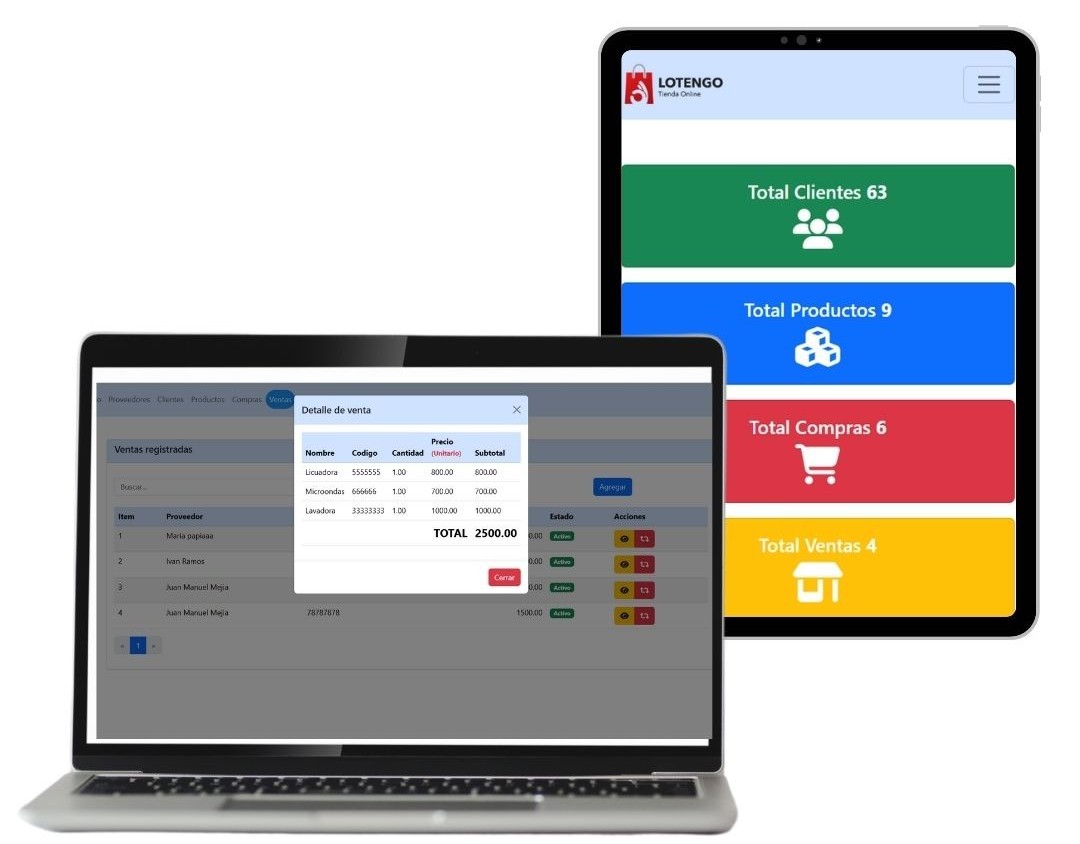 LOTENGO
Tienda Online
Total Clientes 63
Total Productos 9
Total Compras 6
Total Ventas 4
Proveedores Clientes Productos Compras Ventas
Detalle de venta
Ventas registradas
Buscar...
Agregar
Nombre Codigo Cantidad Precio (Unitario) Subtotal
Licuadora 5555555 1.00 800.00 800.00
Microondas 666666 1.00 700.00 700.00
Lavadora 33333333 1.00 1000.00 1000.00
TOTAL 2500.00
Cerrar
Item Proveedor Estado Acciones
1 Maria papiuaa Activo
2 Ivan Ramos Activo
3 Juan Manuel Mejia Activo
4 Juan Manuel Mejia 78787878 1500.00 Activo
« 1 »